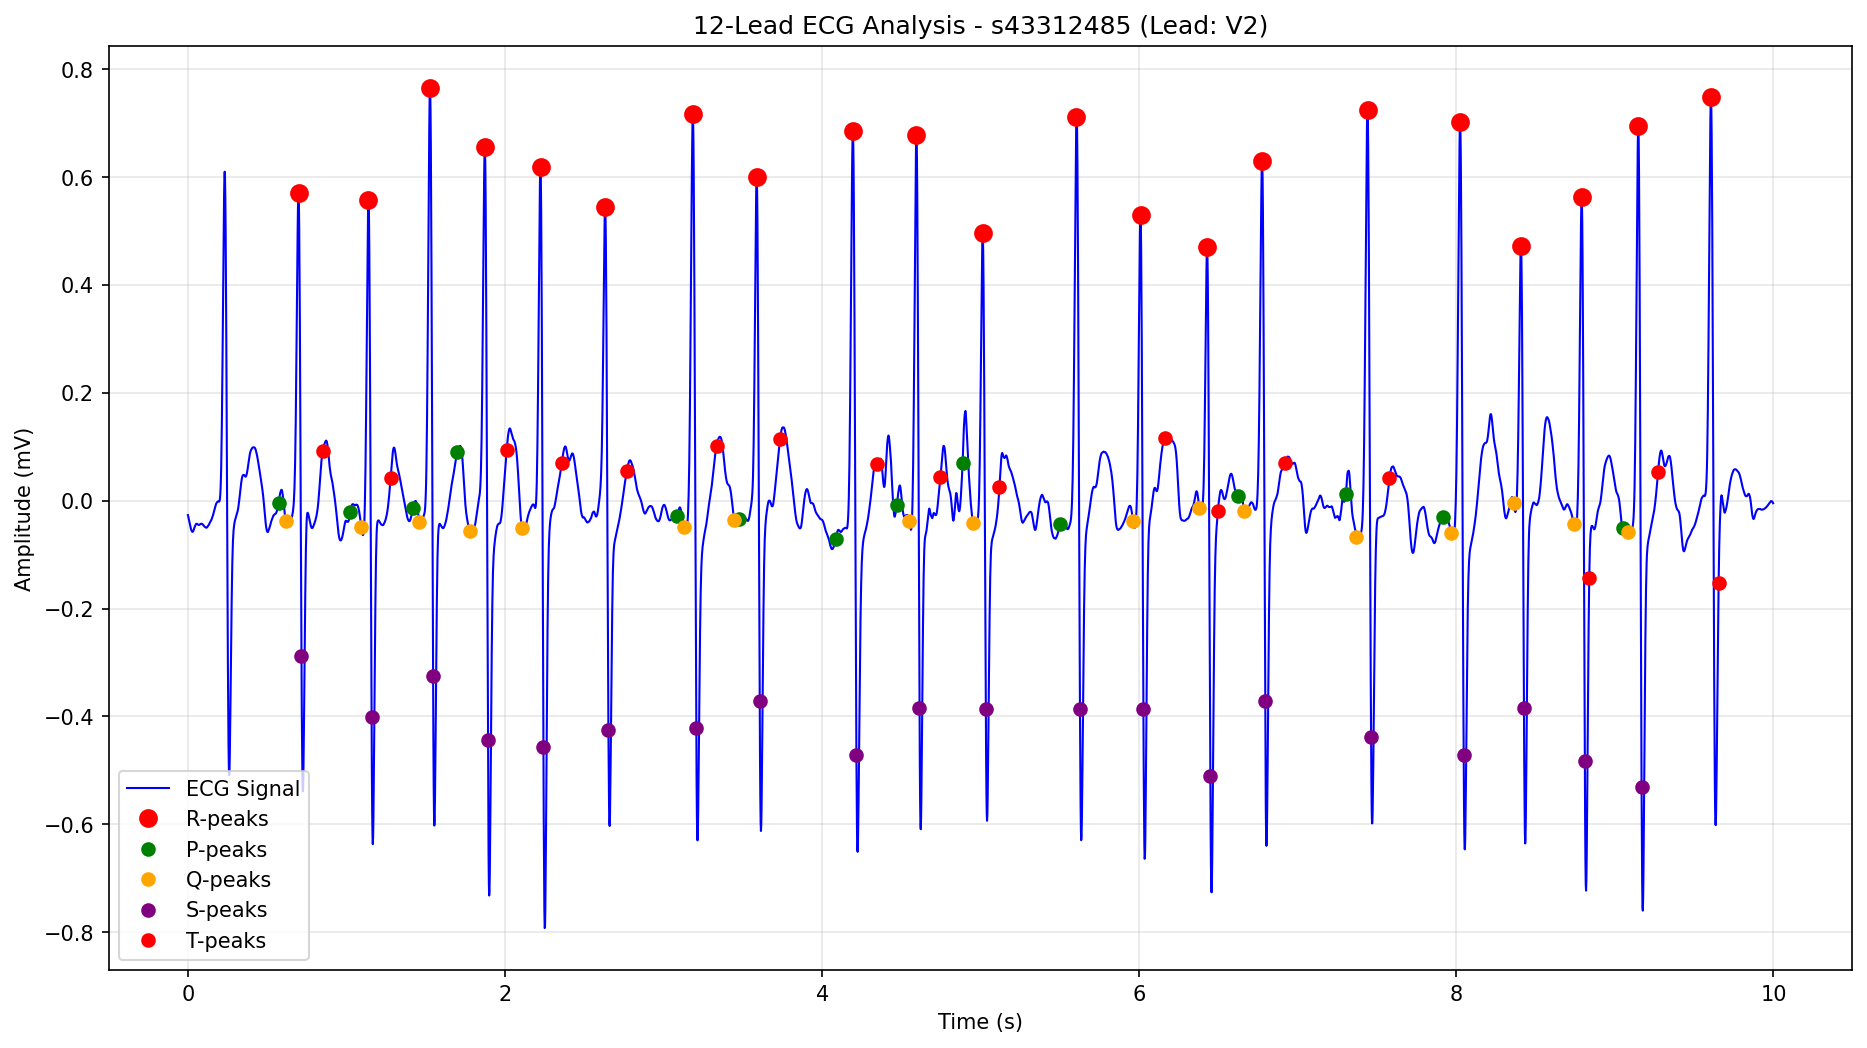 12-Lead ECG Analysis - s43312485 (Lead: V2)
0.8
0.6
0.4
0.2
0.0
−0.2
−0.4
−0.6
−0.8
Amplitude (mV)
ECG Signal
R-peaks
P-peaks
Q-peaks
S-peaks
T-peaks
0 2 4 6 8 10
Time (s)